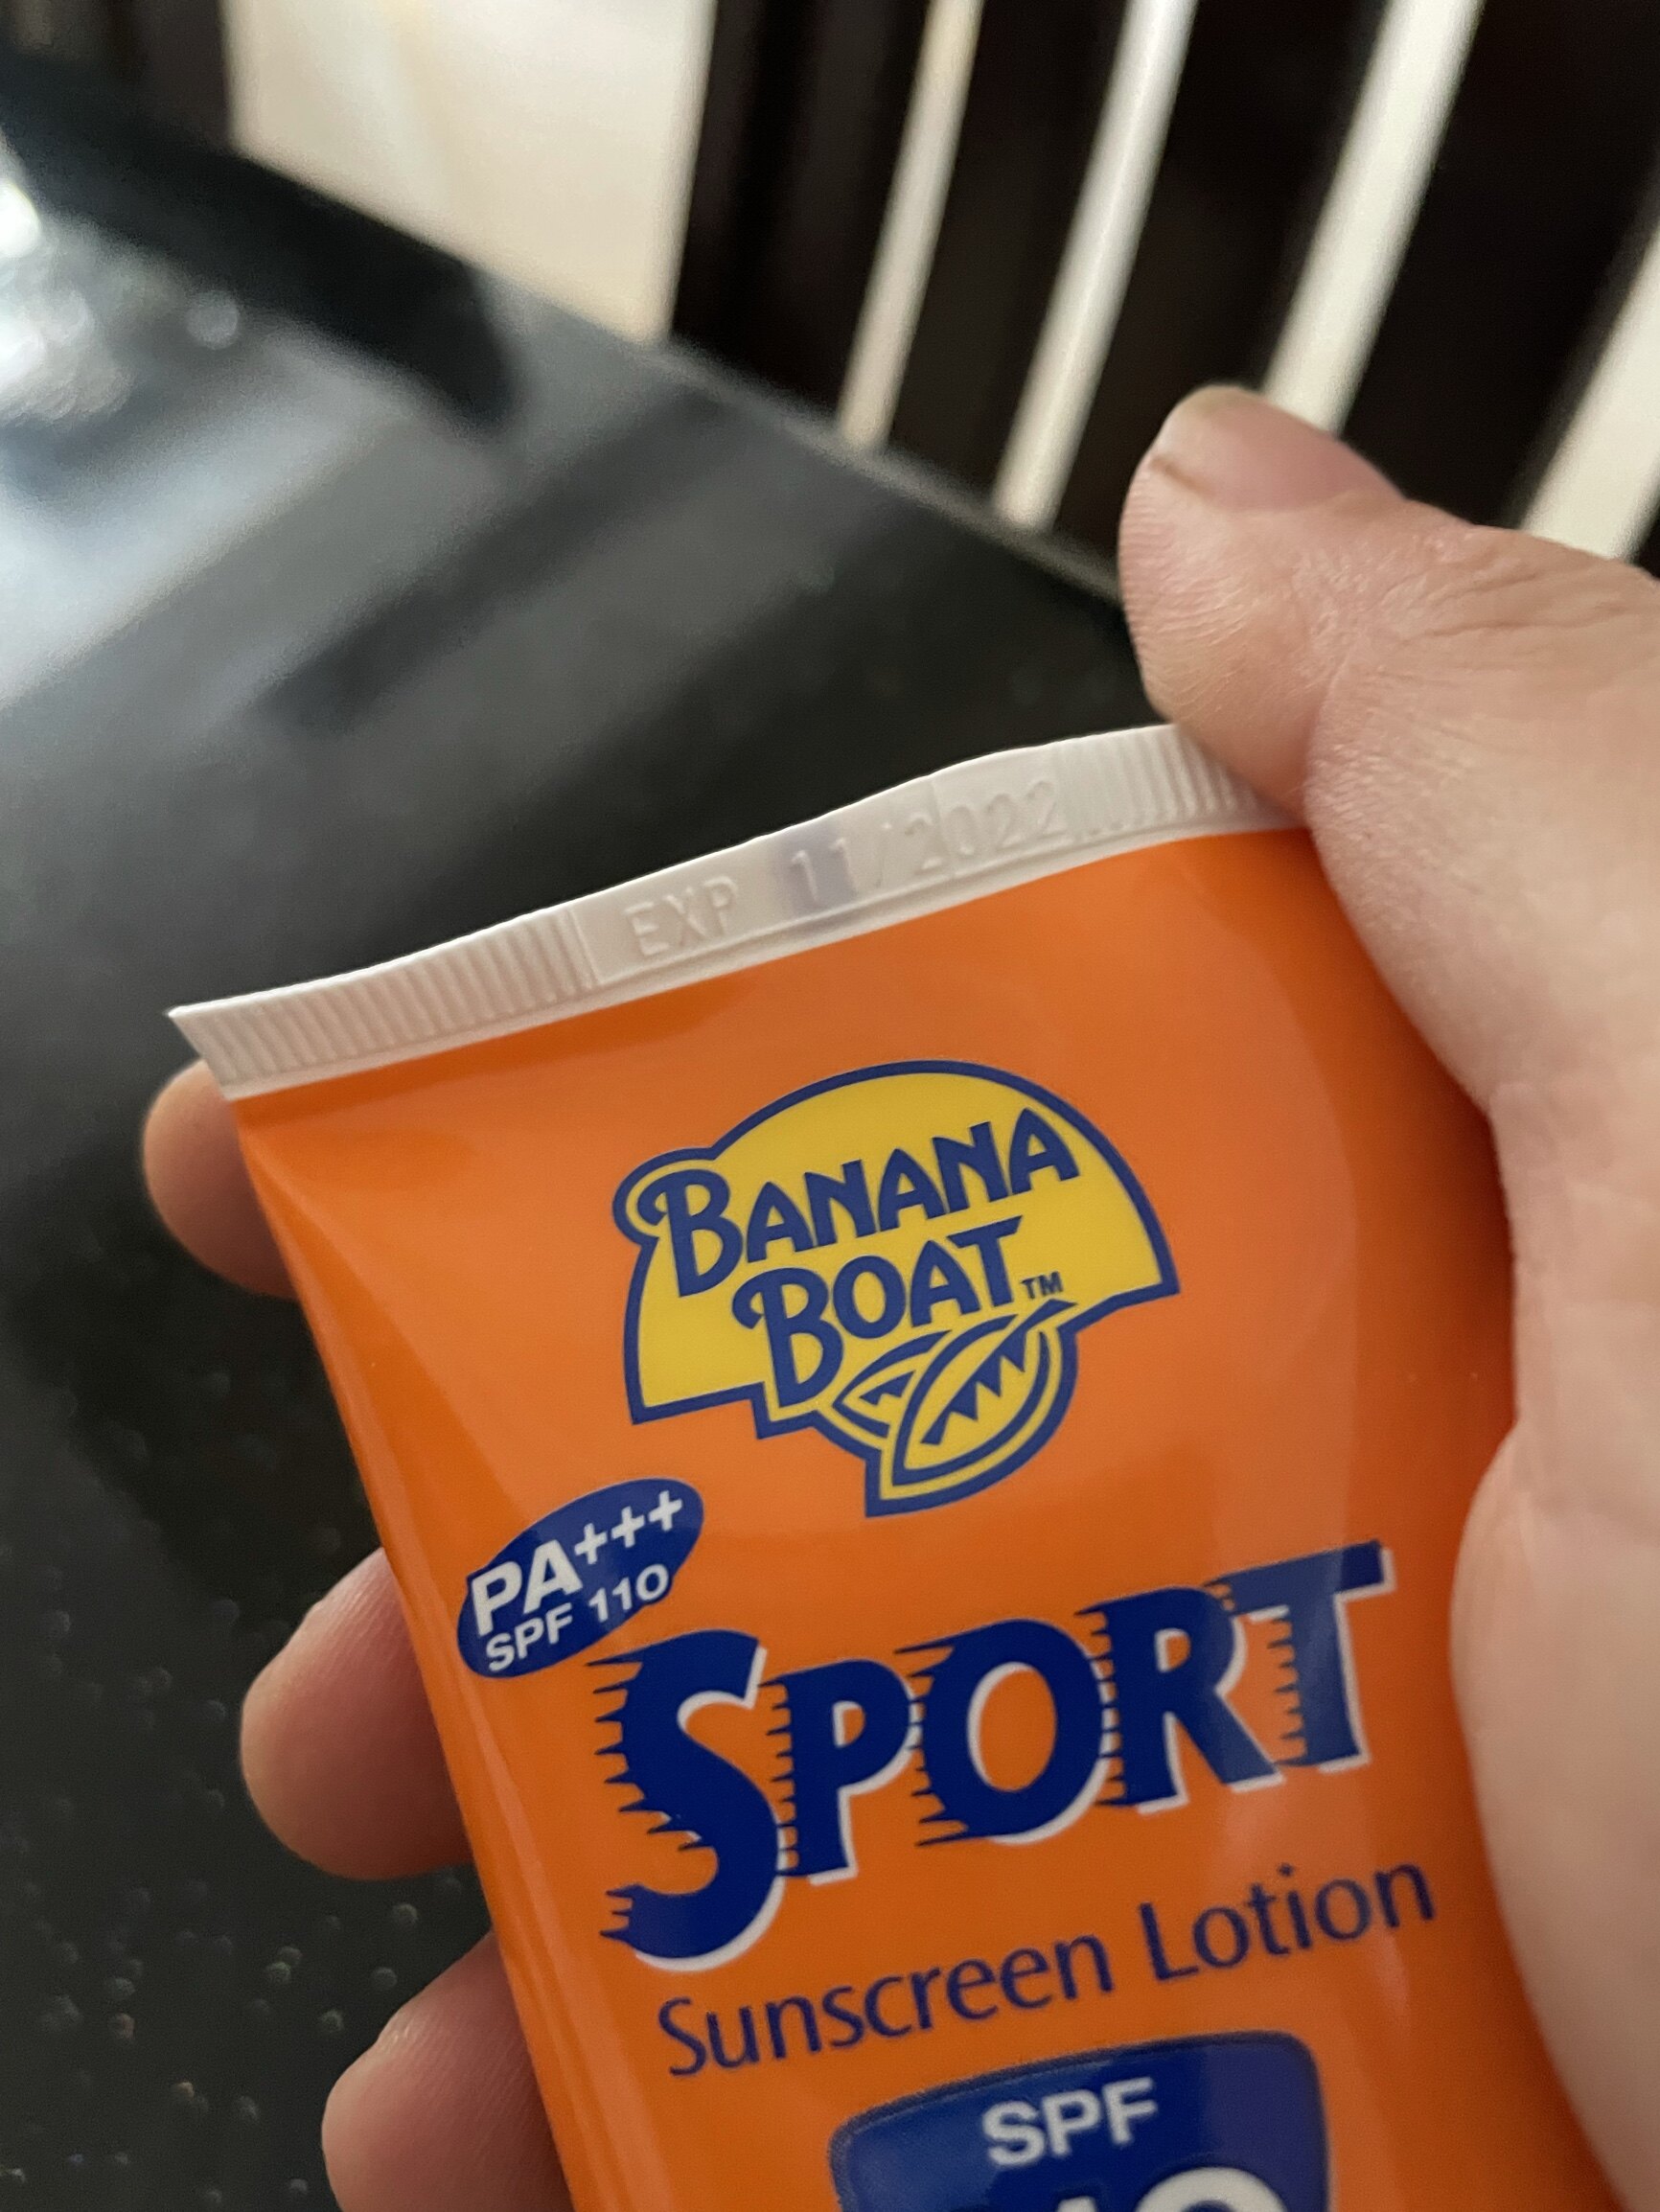 EXP 11/2022
BANANA
BOAT™
PA+++
SPF 110
SPORT
Sunscreen Lotion
SPF